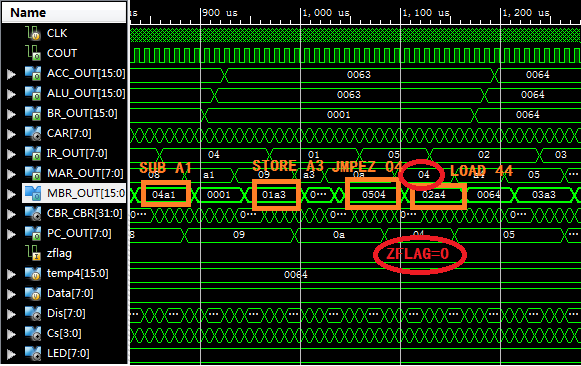 Name
900 us 1,000 us 1,100 us 1,200 us
CLK
COUT
ACC_OUT[15:0] 0063 0064
ALU_OUT[15:0] 0063 0064
BR_OUT[15:0] 0001
CAR[7:0]
IR_OUT[7:0] 04 01 05 02 03
SUB A1 STORE A3 JMPEZ 04 LOAD 44
MAR_OUT[7:0] 08 a1 09 a3 0a 04 05
MBR_OUT[15:0 04a1 0001 01a3 0··· 0504 02a4 0064 03a3
CBR_CBR[31:0] 0··· 0··· 0··· 0···
PC_OUT[7:0] 8 09 0a 04 05
zflag ZFLAG=0
temp4[15:0] 0064
Data[7:0]
Dis[7:0]
Cs[3:0]
LED[7:0]